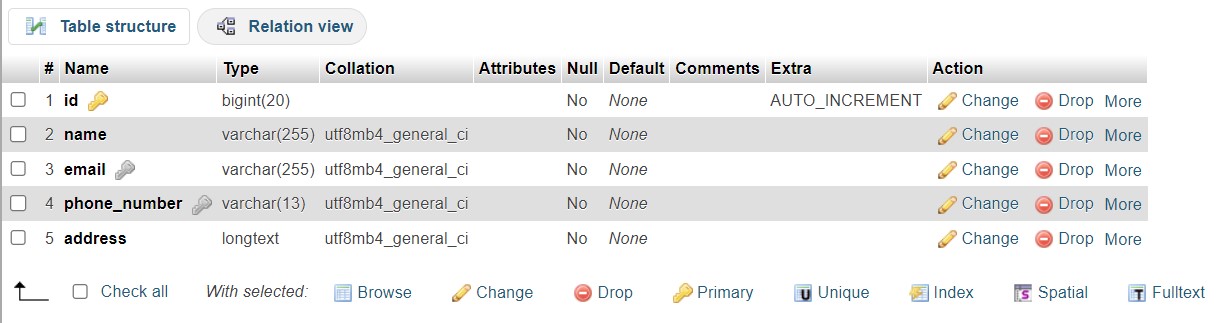 Table structure Relation view
# Name Type Collation Attributes Null Default Comments Extra Action
1 id bigint(20) No None AUTO_INCREMENT Change Drop More
2 name varchar(255) utf8mb4_general_ci No None Change Drop More
3 email varchar(255) utf8mb4_general_ci No None Change Drop More
4 phone_number varchar(13) utf8mb4_general_ci No None Change Drop More
5 address longtext utf8mb4_general_ci No None Change Drop More
Check all With selected: Browse Change Drop Primary U Unique Index S Spatial T Fulltext